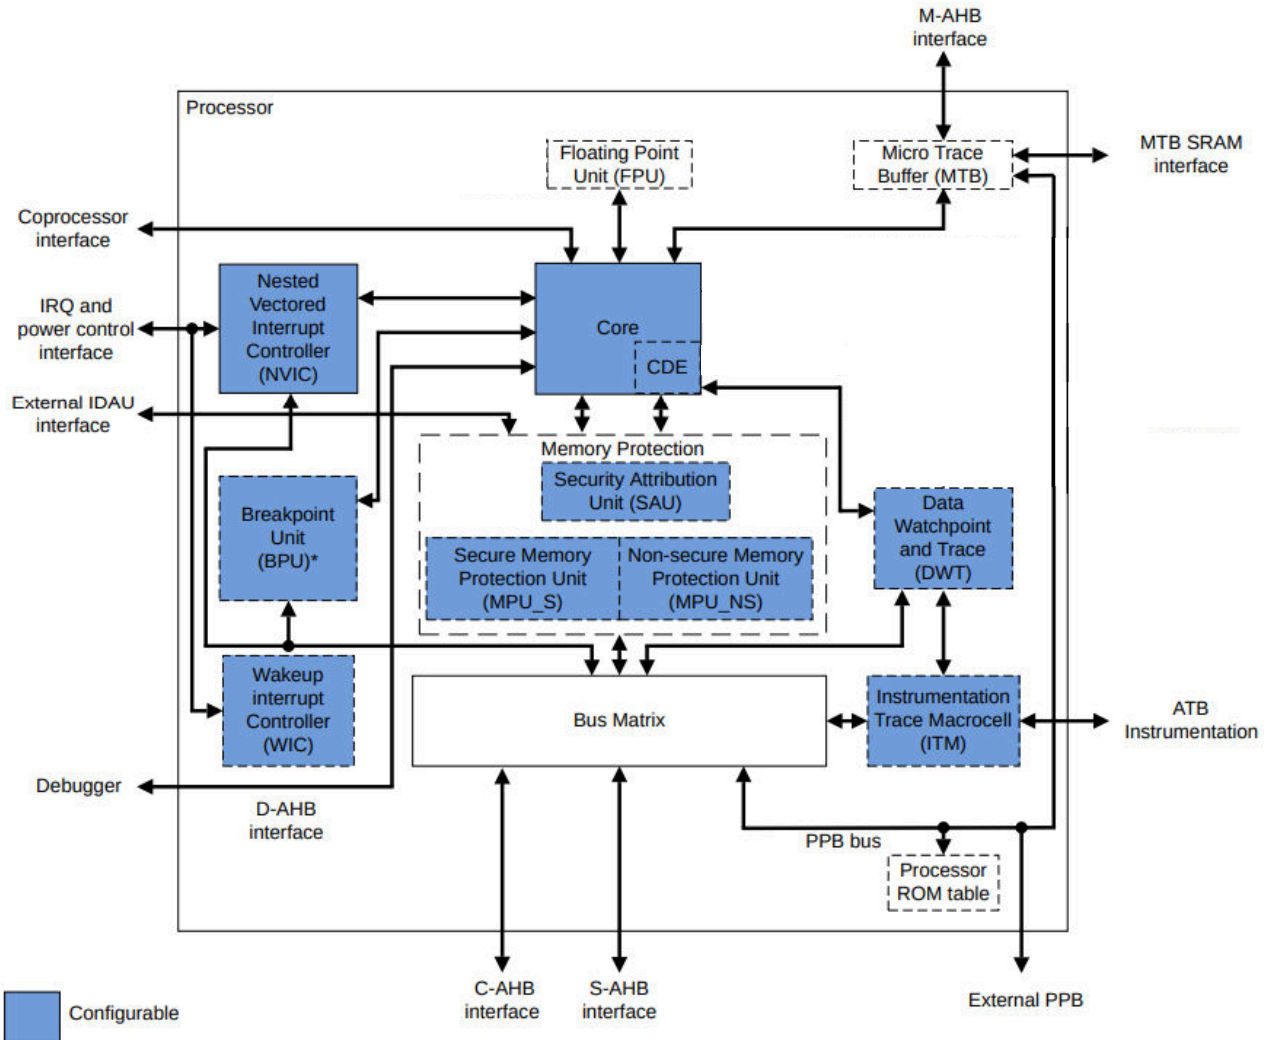 M-AHB
interface
Processor
Floating Point
Unit (FPU)
Micro Trace
Buffer (MTB)
MTB SRAM
interface
Coprocessor
interface
Nested
Vectored
Interrupt
Controller
(NVIC)
IRQ and
power control
interface
Core
CDE
External IDAU
interface
Memory Protection
Security Attribution
Unit (SAU)
Breakpoint
Unit
(BPU)*
Data
Watchpoint
and Trace
(DWT)
Secure Memory
Protection Unit
(MPU_S)
Non-secure Memory
Protection Unit
(MPU_NS)
Wakeup
interrupt
Controller
(WIC)
Bus Matrix
Instrumentation
Trace Macrocell
(ITM)
ATB
Instrumentation
Debugger
D-AHB
interface
PPB bus
Processor
ROM table
C-AHB
interface
S-AHB
interface
External PPB
Configurable